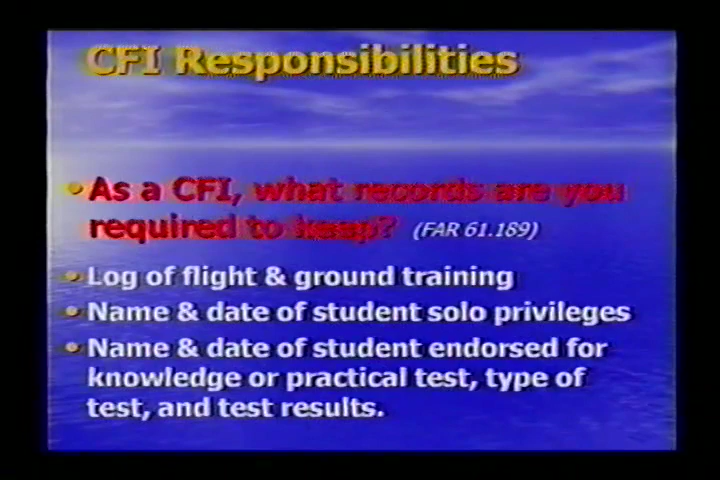 CFI Responsibilities
• As a CFI, what records are you
required to keep? (FAR 61.189)
• Log of flight & ground training
• Name & date of student solo privileges
• Name & date of student endorsed for
knowledge or practical test, type of
test, and test results.